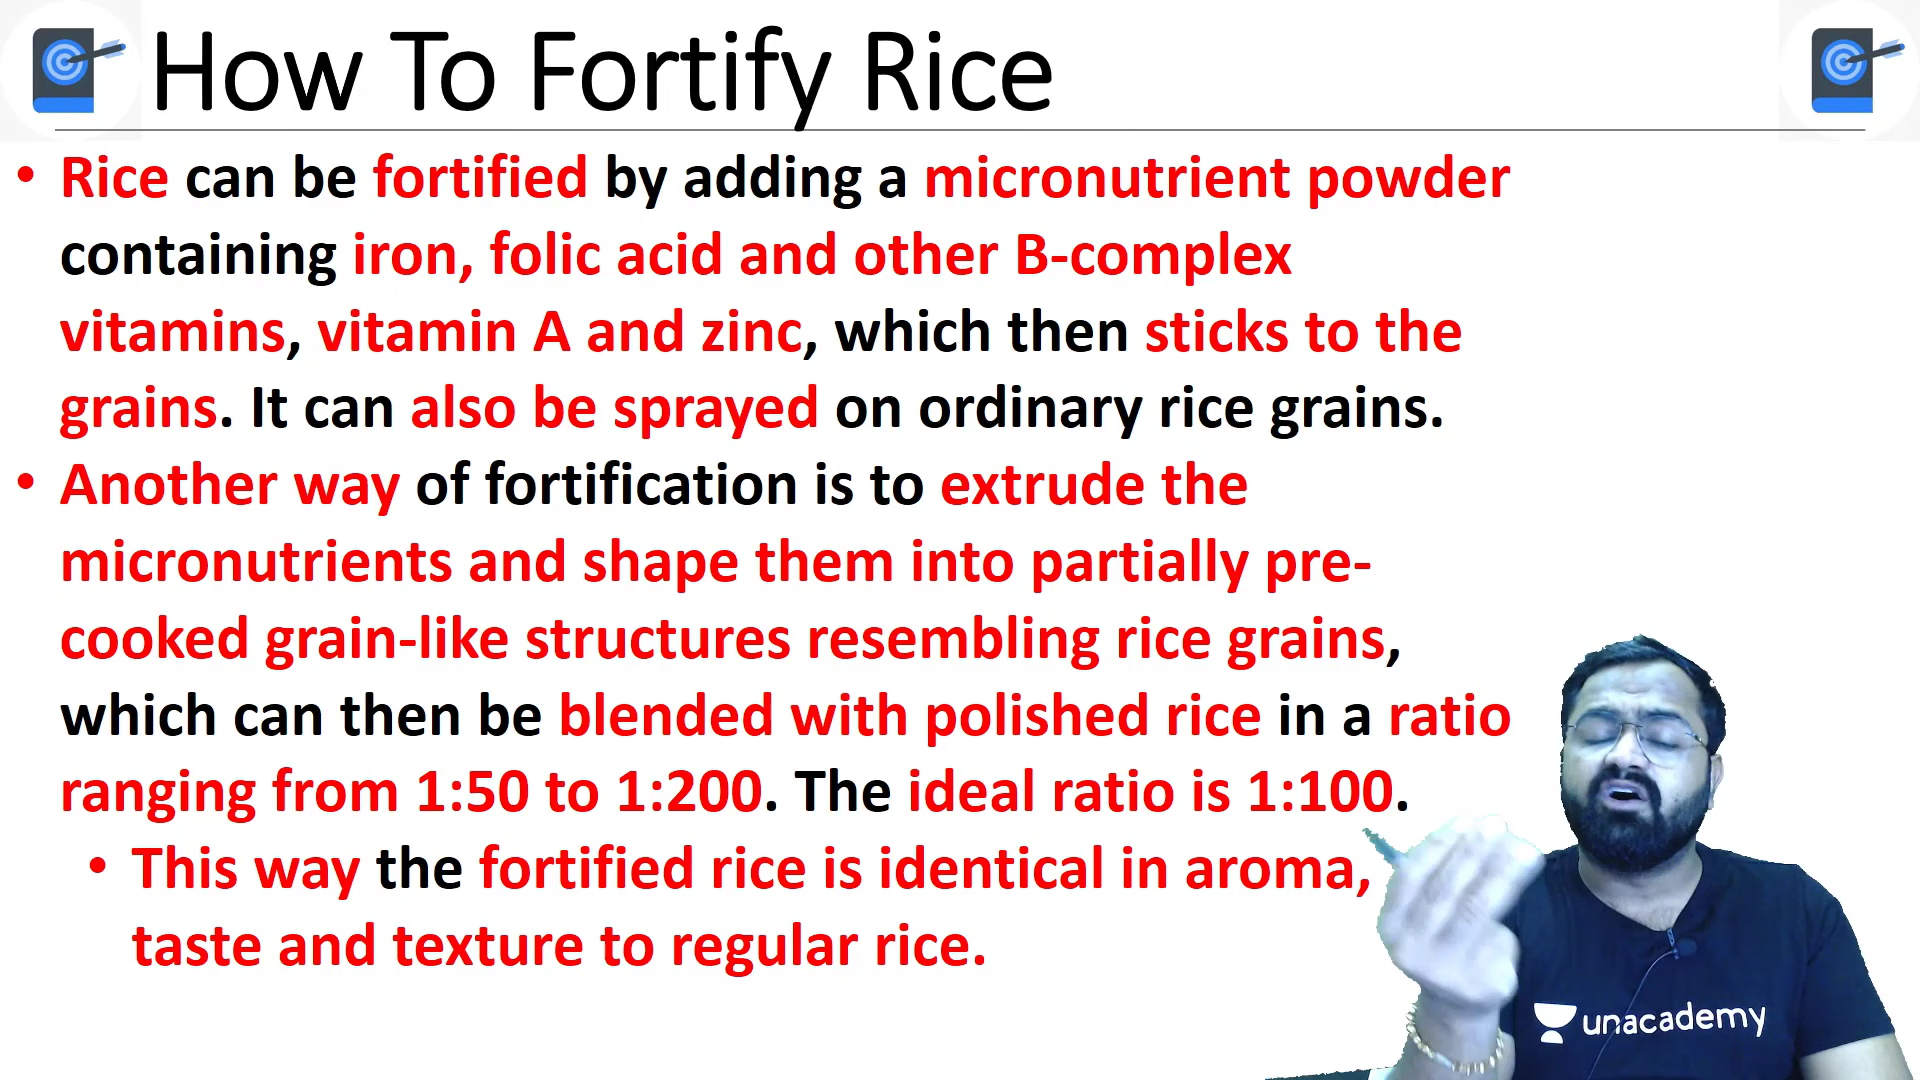 How To Fortify Rice
• Rice can be fortified by adding a micronutrient powder
containing iron, folic acid and other B-complex
vitamins, vitamin A and zinc, which then sticks to the
grains. It can also be sprayed on ordinary rice grains.
• Another way of fortification is to extrude the
micronutrients and shape them into partially pre-
cooked grain-like structures resembling rice grains,
which can then be blended with polished rice in a ratio
ranging from 1:50 to 1:200. The ideal ratio is 1:100.
• This way the fortified rice is identical in aroma,
taste and texture to regular rice.
unacademy